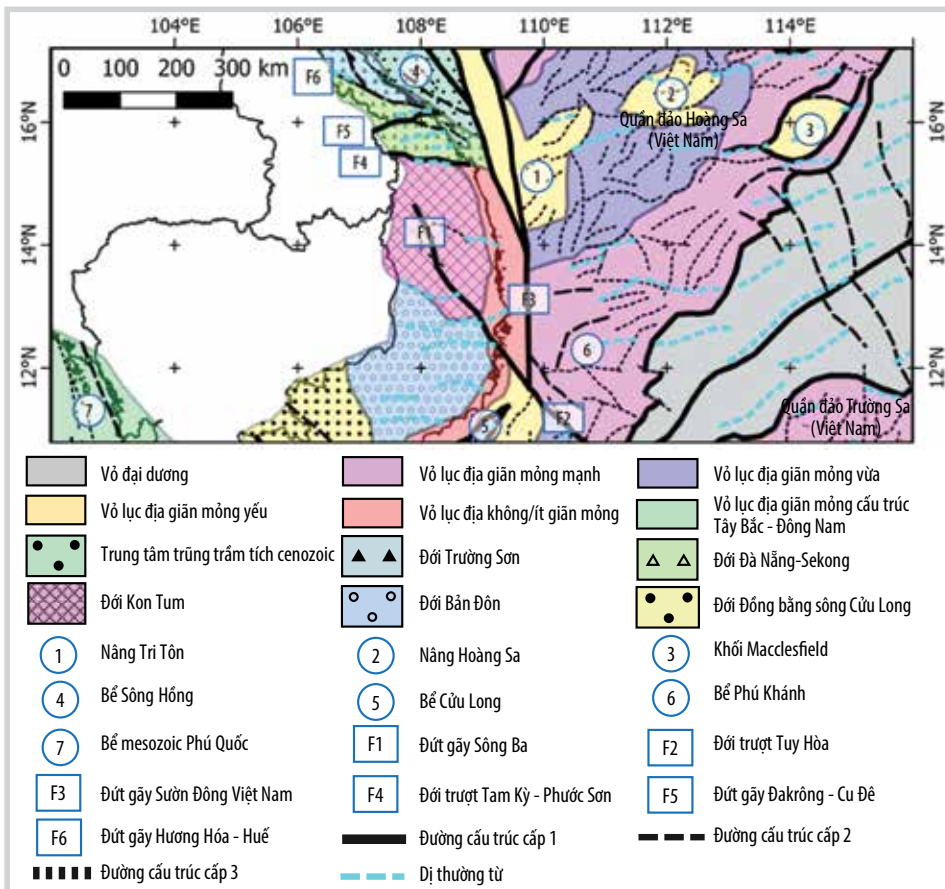 104°E 106°E 108°E 110°E 112°E 114°E
0 100 200 300 km
16°N 16°N
14°N 14°N
12°N 12°N
F6
4
2
Quần đảo Hoàng Sa
(Việt Nam)
3
F5
F4
1
F1
F3
6
7
5
F2
Quần đảo Trường Sa
(Việt Nam)
Vỏ đại dương
Vỏ lục địa giãn mỏng mạnh
Vỏ lục địa giãn mỏng vừa
Vỏ lục địa giãn mỏng yếu
Vỏ lục địa không/ít giãn mỏng
Vỏ lục địa giãn mỏng cấu trúc
Tây Bắc - Đông Nam
Trung tâm trũng trầm tích cenozoic
Đới Trường Sơn
Đới Đà Nẵng-Sekong
Đới Kon Tum
Đới Bản Đôn
Đới Đồng bằng sông Cửu Long
1 Nâng Tri Tôn
2 Nâng Hoàng Sa
3 Khối Macclesfield
4 Bể Sông Hồng
5 Bể Cửu Long
6 Bể Phú Khánh
7 Bể mesozoic Phú Quốc
F1 Đứt gãy Sông Ba
F2 Đới trượt Tuy Hòa
F3 Đứt gãy Sườn Đông Việt Nam
F4 Đới trượt Tam Kỳ - Phước Sơn
F5 Đứt gãy Đakrông - Cu Đê
F6 Đứt gãy Hương Hóa - Huế
Đường cấu trúc cấp 1
Đường cấu trúc cấp 2
Đường cấu trúc cấp 3
Dị thường từ